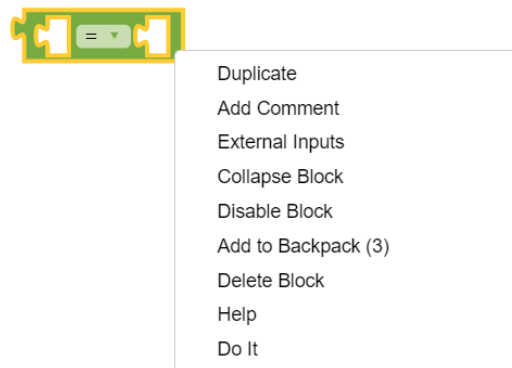 =
Duplicate
Add Comment
External Inputs
Collapse Block
Disable Block
Add to Backpack (3)
Delete Block
Help
Do It